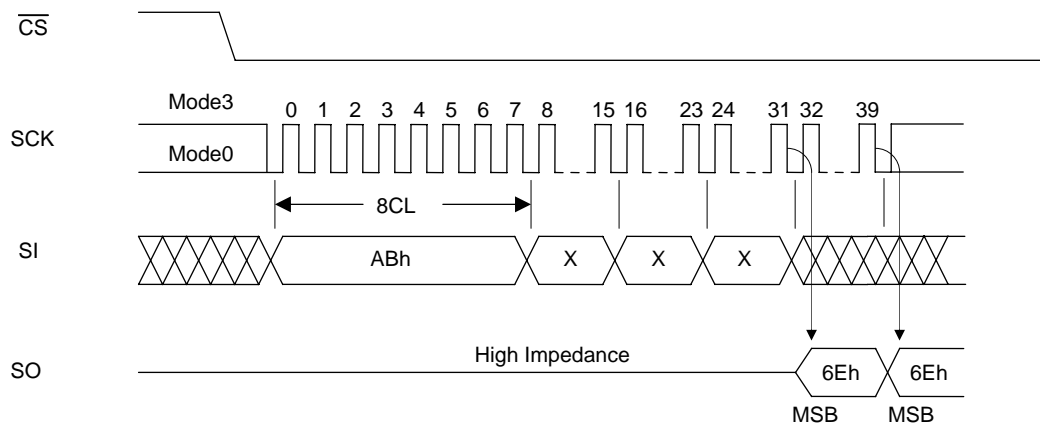 CS
Mode3
0 1 2 3 4 5 6 7 8 15 16 23 24 31 32 39
SCK
Mode0
8CL
SI
ABh X X X
High Impedance
SO
6Eh 6Eh
MSB MSB